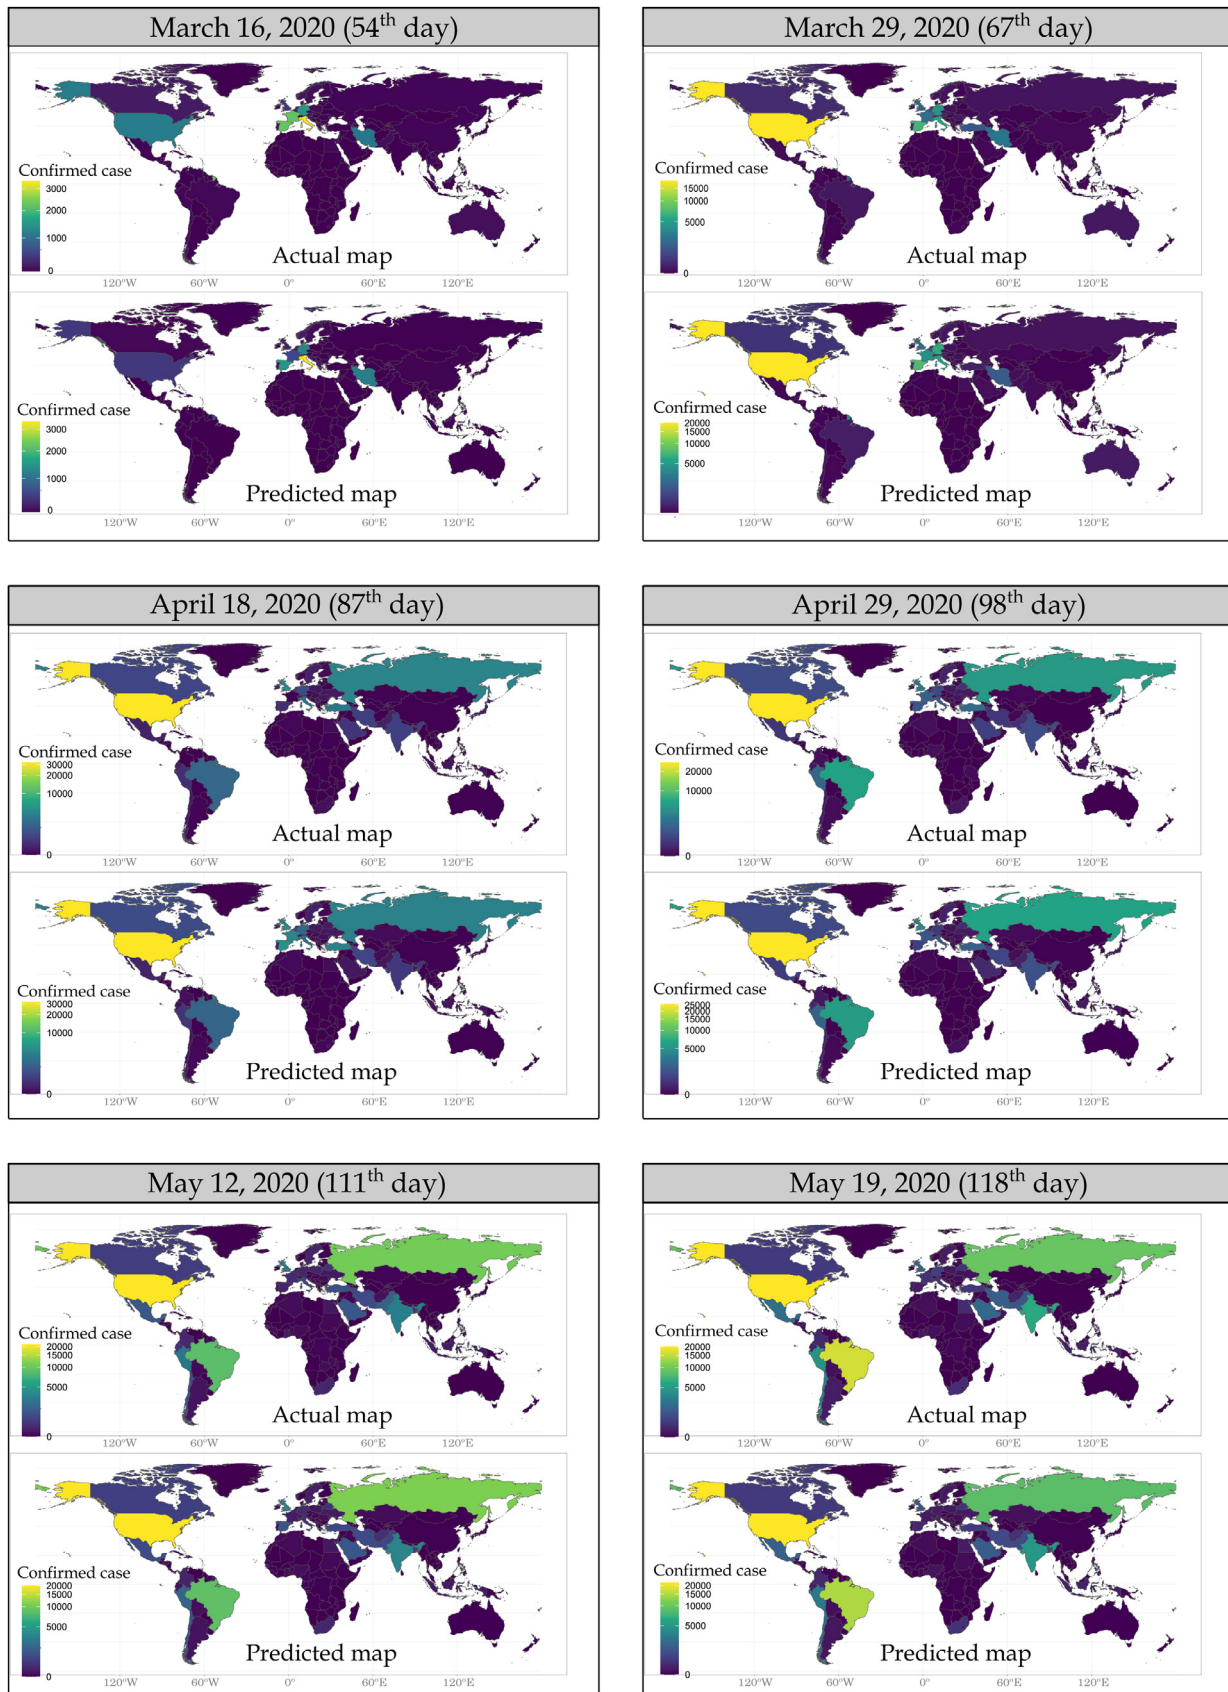 March 16, 2020 (54th day)
Confirmed case
3000
2000
1000
0
Actual map
120°W 60°W 0° 60°E 120°E
Confirmed case
3000
2000
1000
0
Predicted map
120°W 60°W 0° 60°E 120°E
March 29, 2020 (67th day)
Confirmed case
15000
10000
5000
0
Actual map
120°W 60°W 0° 60°E 120°E
Confirmed case
20000
15000
10000
5000
Predicted map
120°W 60°W 0° 60°E 120°E
April 18, 2020 (87th day)
Confirmed case
30000
20000
10000
0
Actual map
120°W 60°W 0° 60°E 120°E
Confirmed case
30000
20000
10000
0
Predicted map
120°W 60°W 0° 60°E 120°E
April 29, 2020 (98th day)
Confirmed case
20000
10000
0
Actual map
120°W 60°W 0° 60°E 120°E
Confirmed case
25000
20000
15000
10000
5000
0
Predicted map
120°W 60°W 0° 60°E 120°E
May 12, 2020 (111th day)
Confirmed case
20000
15000
10000
5000
0
Actual map
120°W 60°W 0° 60°E 120°E
Confirmed case
20000
15000
10000
5000
0
Predicted map
120°W 60°W 0° 60°E 120°E
May 19, 2020 (118th day)
Confirmed case
20000
15000
10000
5000
0
Actual map
120°W 60°W 0° 60°E 120°E
Confirmed case
20000
15000
10000
5000
0
Predicted map
120°W 60°W 0° 60°E 120°E